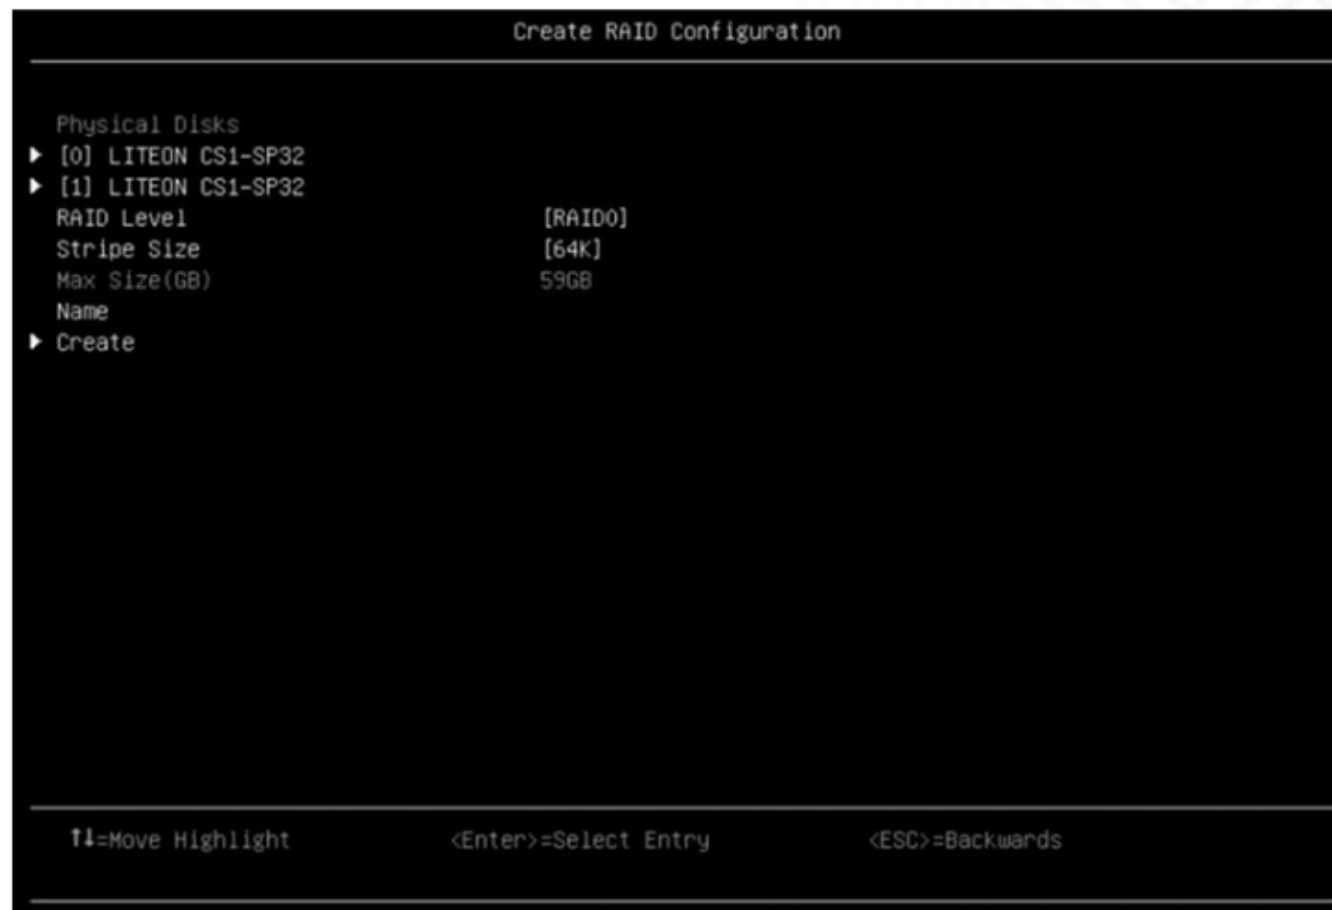 Create RAID Configuration
Physical Disks
▶ [0] LITEON CS1-SP32
▶ [1] LITEON CS1-SP32
RAID Level [RAID0]
Stripe Size [64K]
Max Size(GB) 59GB
Name
▶ Create
↑↓=Move Highlight <Enter>=Select Entry <ESC>=Backwards